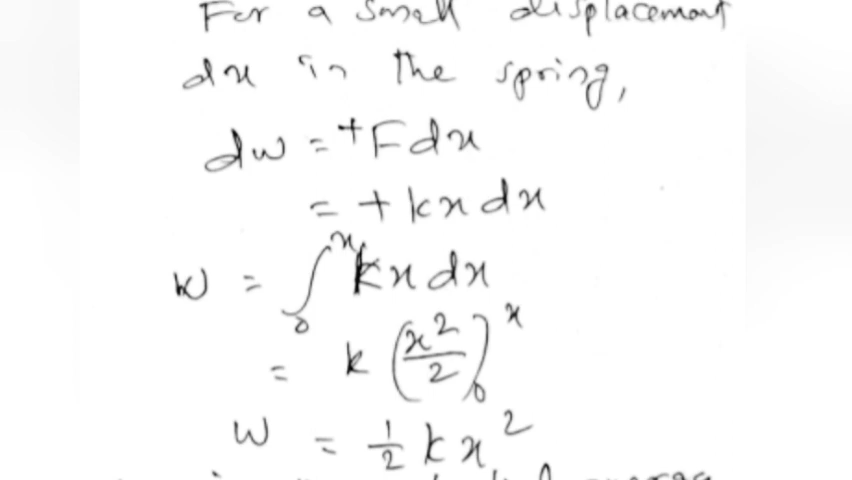 For a small displacement
dx in the spring,
dw = +Fdx
= +kx dx
W = ∫₀ˣ kx dx
= k (x²/2)₀ˣ
W = ½ kx²